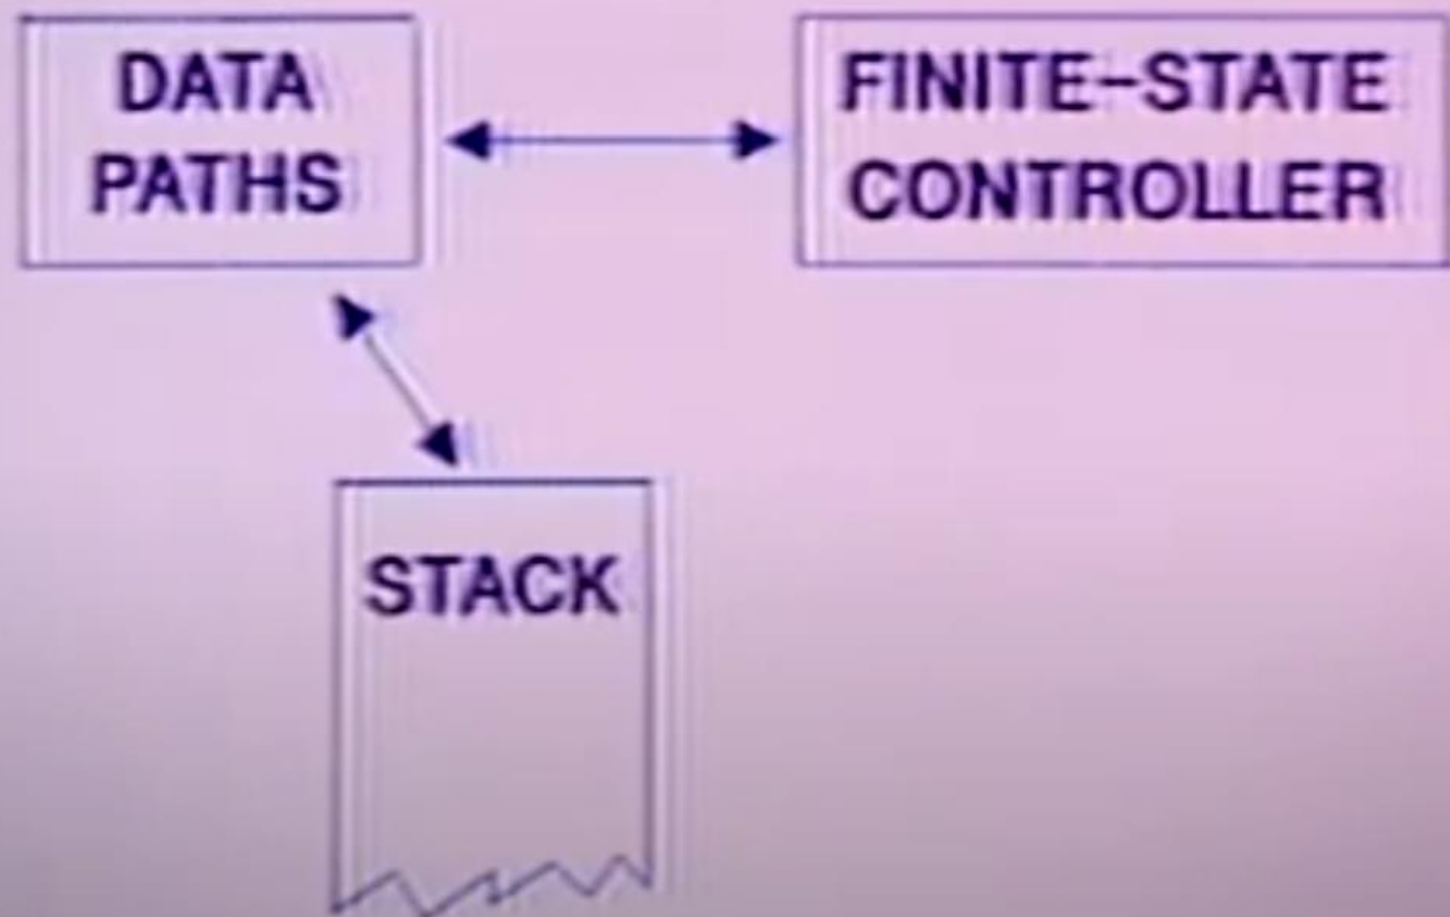 DATA
PATHS
FINITE-STATE
CONTROLLER
STACK